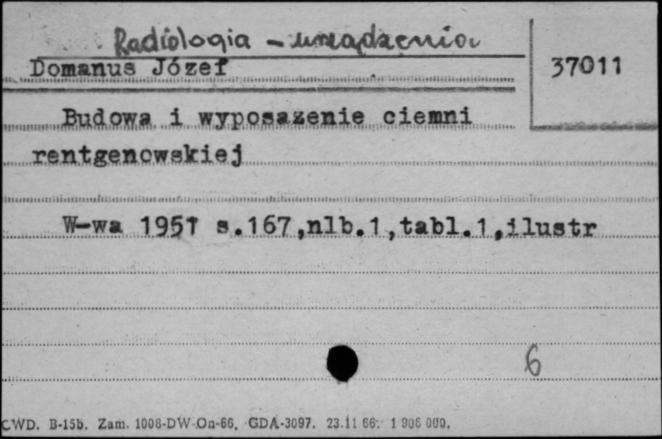 Radiologia - urządzenia
Domanus Józef
37011
Budowa i wyposazenie ciemni
rentgenowskiej
W-wa 1951 s.167,nlb.1,tabl.1,ilustr
6
CWD. B-15b. Zam. 1008-DW-On-66. GDA-3097. 23.11 66. 1 906 000.